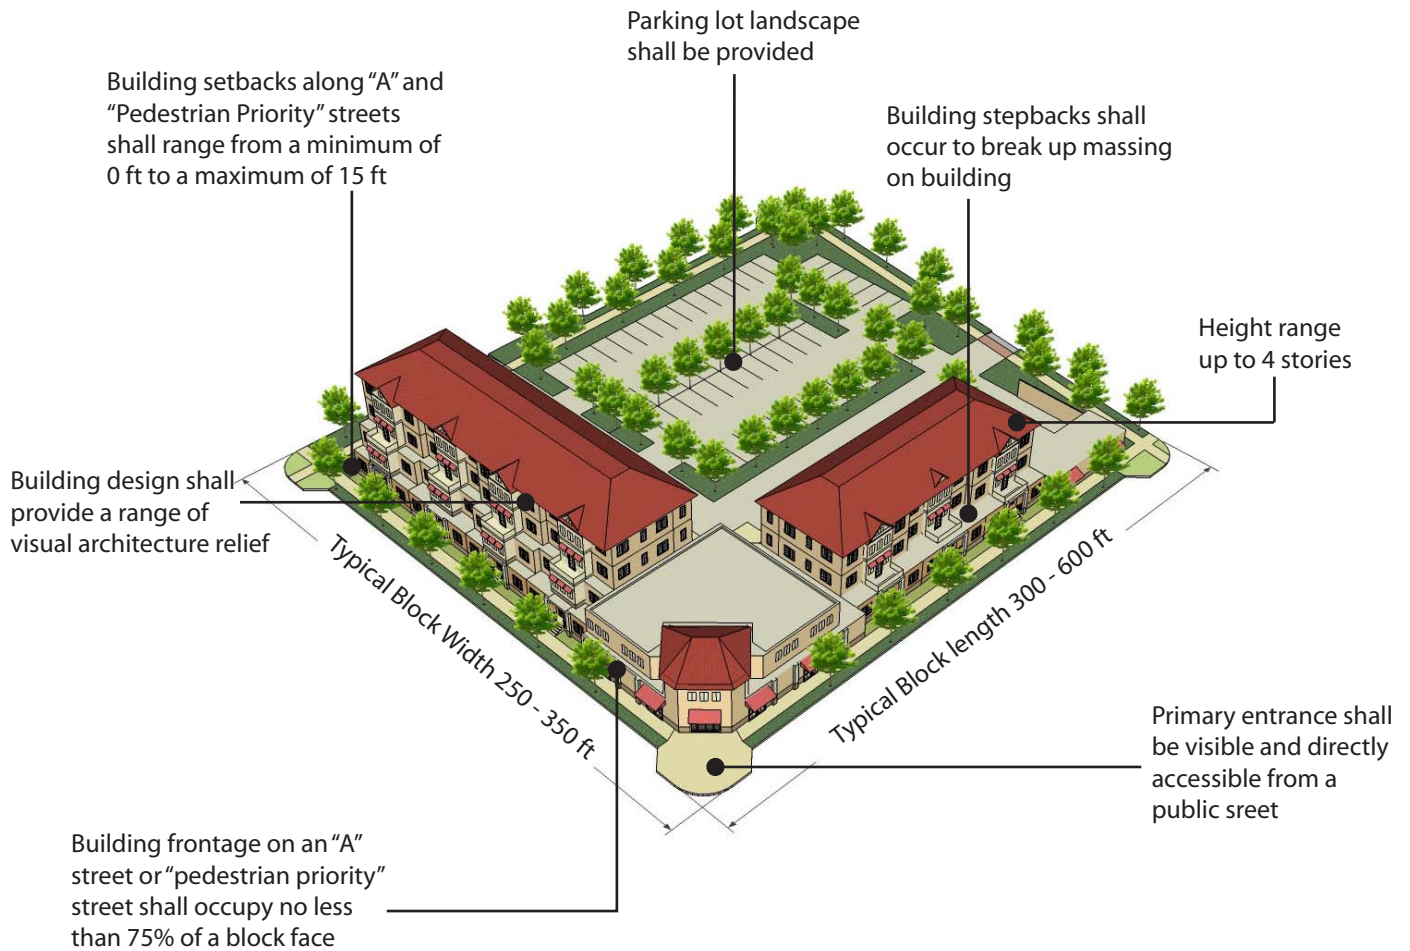 Parking lot landscape
shall be provided
Building setbacks along “A” and
“Pedestrian Priority” streets
shall range from a minimum of
0 ft to a maximum of 15 ft
Building stepbacks shall
occur to break up massing
on building
Height range
up to 4 stories
Building design shall
provide a range of
visual architecture relief
Typical Block Width 250 - 350 ft
Typical Block length 300 - 600 ft
Primary entrance shall
be visible and directly
accessible from a
public sreet
Building frontage on an “A”
street or “pedestrian priority”
street shall occupy no less
than 75% of a block face